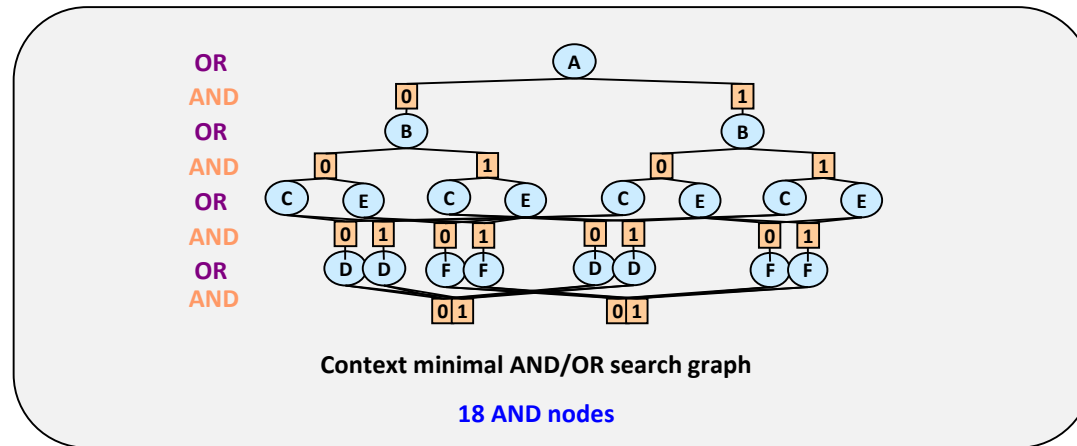 OR A
AND 0 1
OR B B
AND 0 1 0 1
OR C E C E C E C E
AND 0 1 0 1 0 1 0 1
OR D D F F D D F F
AND 0 1 0 1
Context minimal AND/OR search graph
18 AND nodes